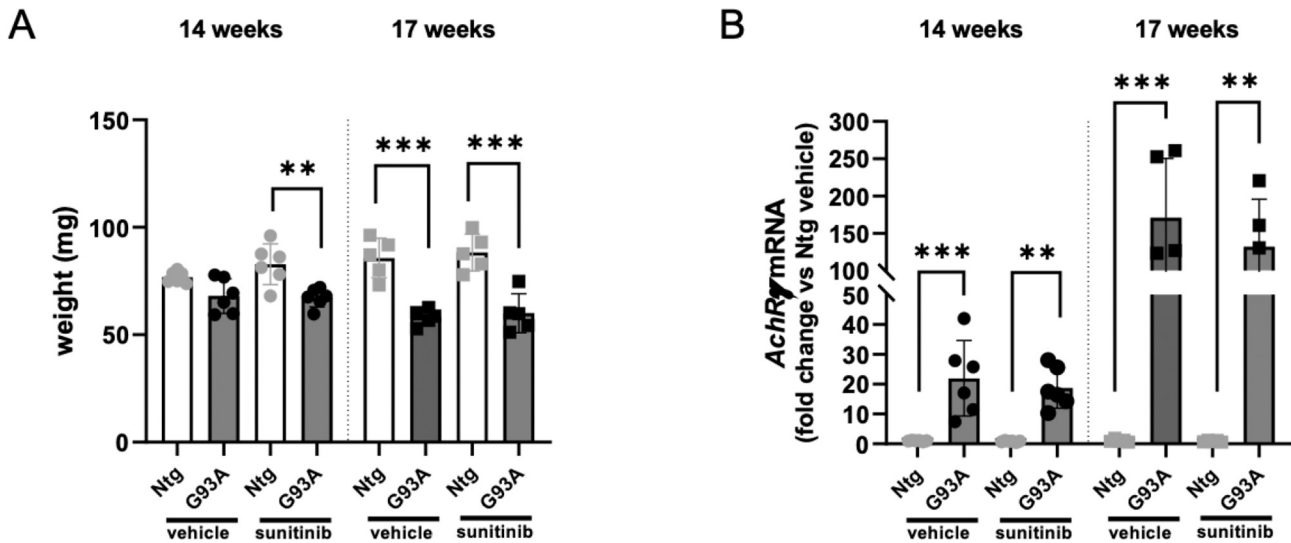 A
14 weeks
17 weeks
weight (mg)
150
100
50
0
**
***
***
Ntg
G93A
Ntg
G93A
Ntg
G93A
Ntg
G93A
vehicle
sunitinib
vehicle
sunitinib
B
14 weeks
17 weeks
AchRγmRNA
(fold change vs Ntg vehicle)
300
250
200
150
100
50
40
30
20
10
0
***
**
***
**
Ntg
G93A
Ntg
G93A
Ntg
G93A
Ntg
G93A
vehicle
sunitinib
vehicle
sunitinib